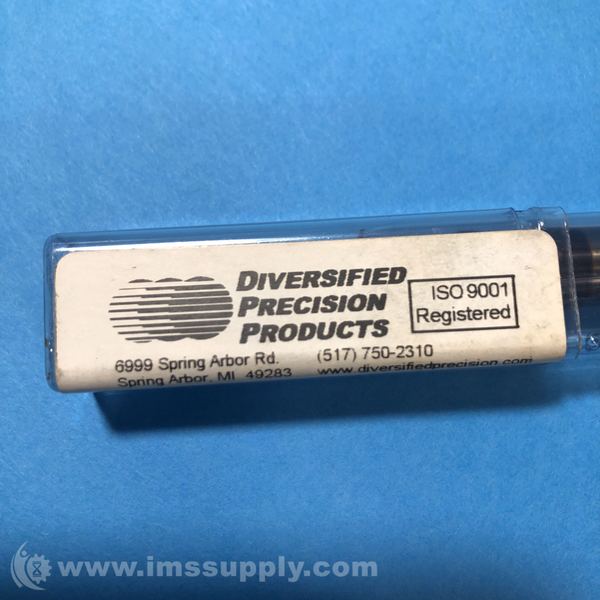 DIVERSIFIED
PRECISION
PRODUCTS
ISO 9001
Registered
6999 Spring Arbor Rd.
Spring Arbor, MI 49283
(517) 750-2310
www.diversifiedprecision.com
www.imssupply.com